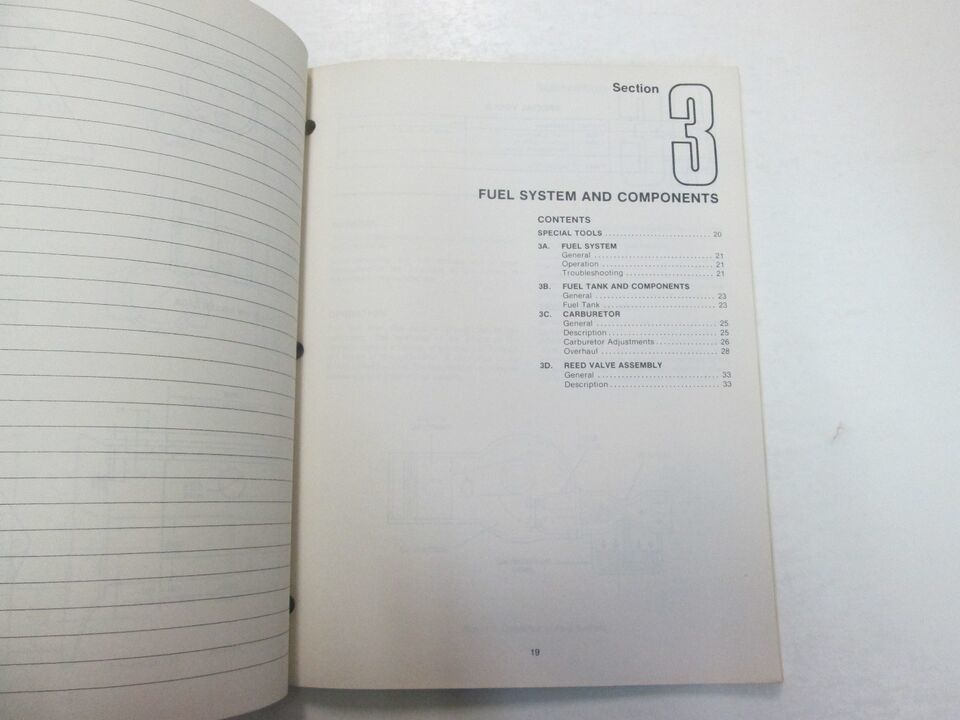 Section 3
FUEL SYSTEM AND COMPONENTS
CONTENTS
SPECIAL TOOLS ............................ 20
3A. FUEL SYSTEM
General ............................... 21
Operation ............................. 21
Troubleshooting ....................... 21
3B. FUEL TANK AND COMPONENTS
General ............................... 23
Fuel Tank ............................. 23
3C. CARBURETOR
General ............................... 25
Description ............................ 25
Carburetor Adjustments ................ 26
Overhaul .............................. 28
3D. REED VALVE ASSEMBLY
General ............................... 33
Description ............................ 33
19